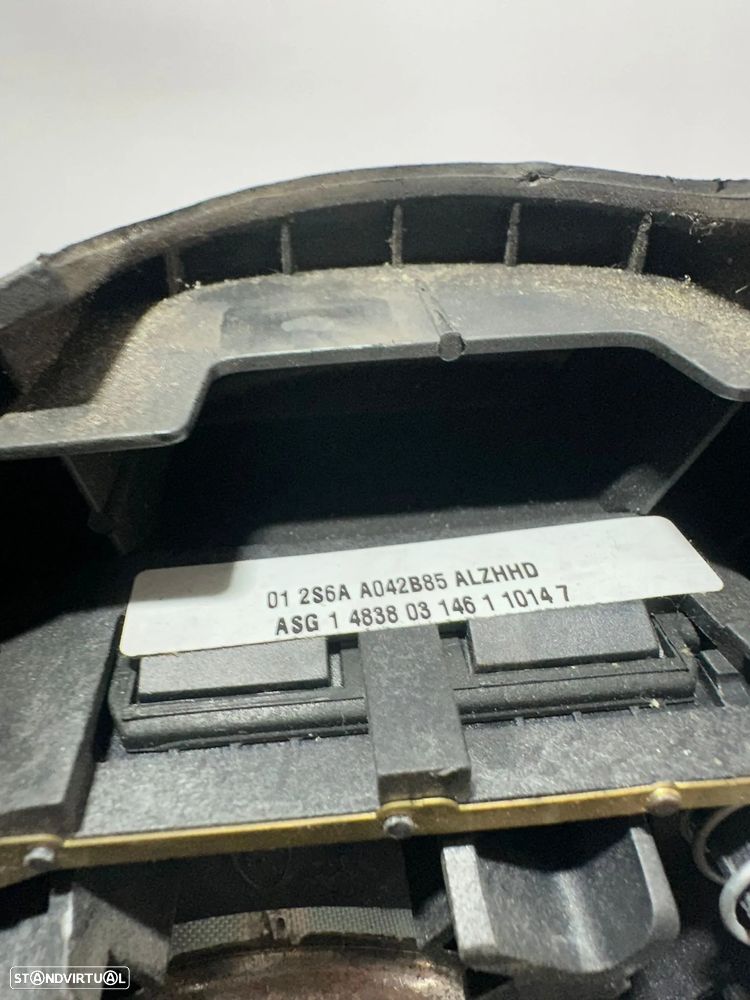 01 2S6A A042B85 ALZHHD
ASG 1 4838 03 146 1 1014 7
STANDVIRTUAL